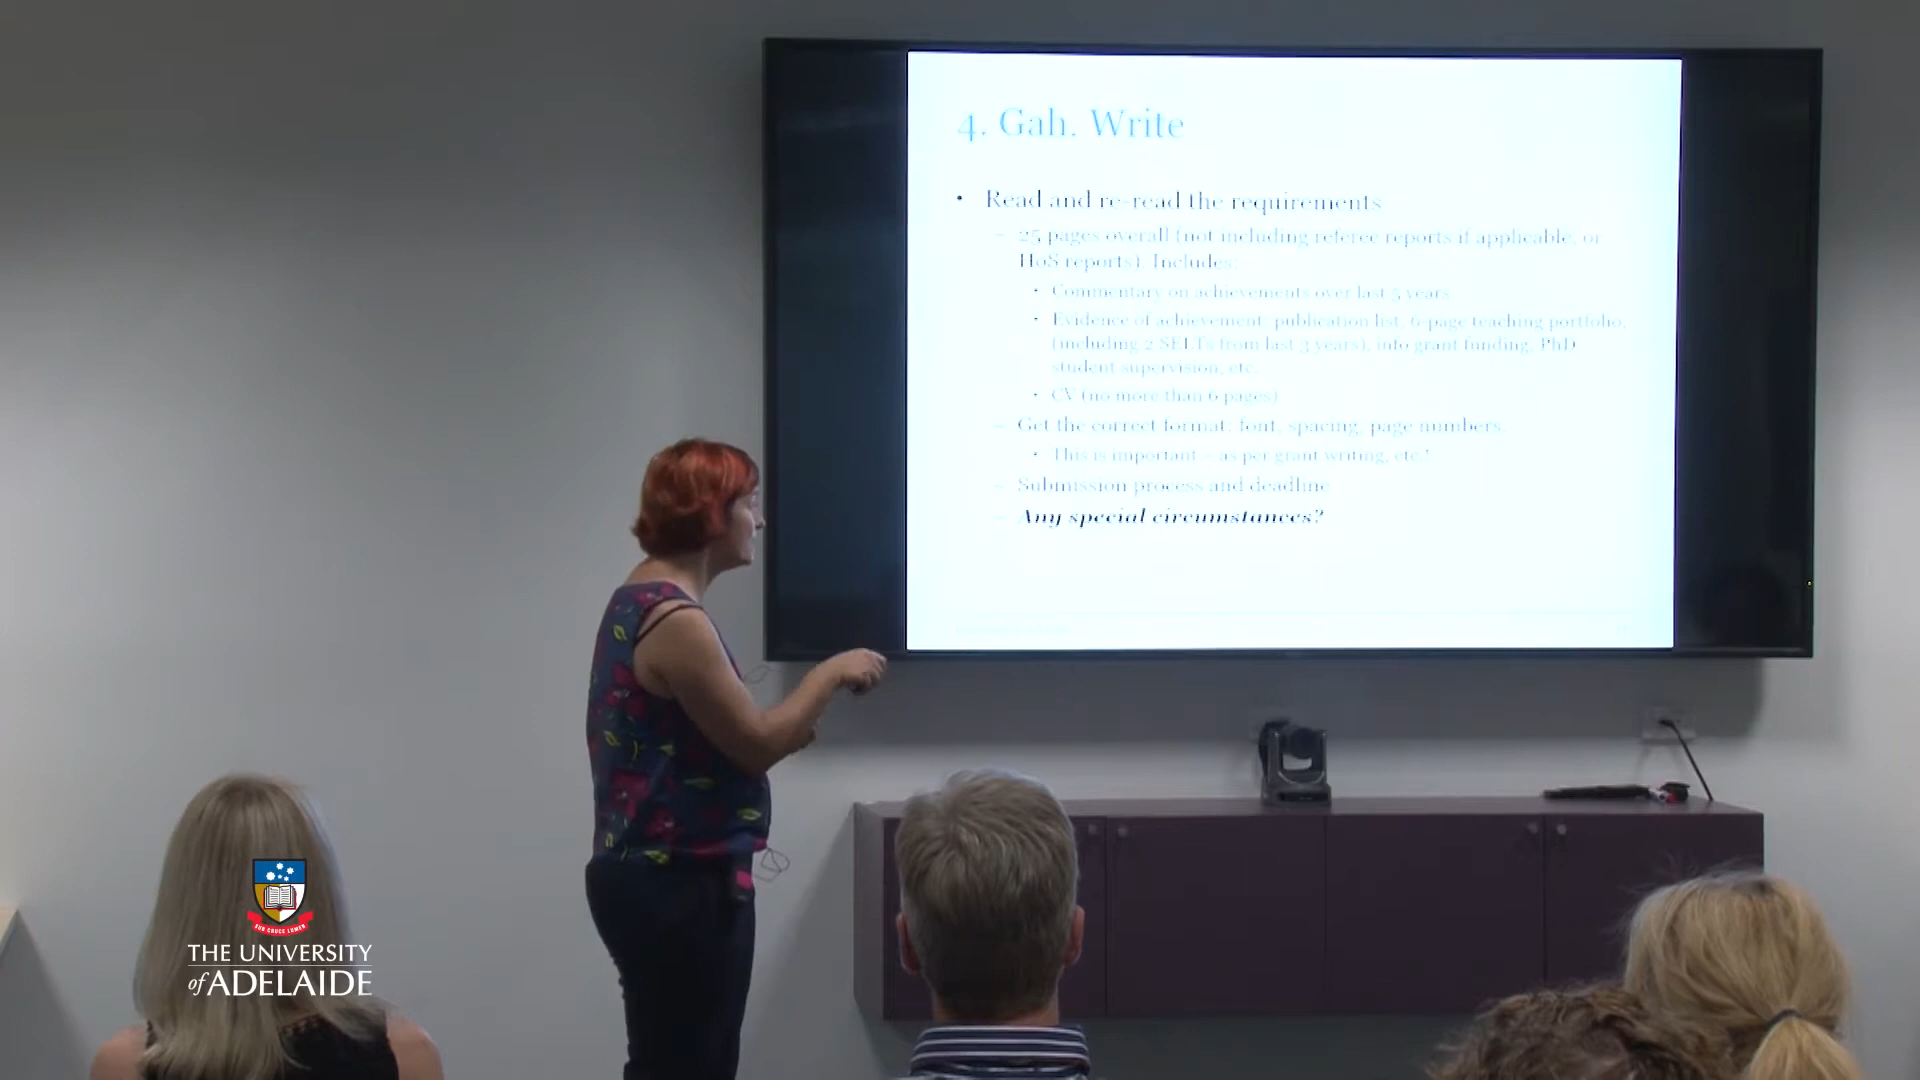 4. Gah. Write
• Read and re-read the requirements
– 25 pages overall (not including referee reports if applicable, or
HoS reports). Includes:
• Commentary on achievements over last 5 years
• Evidence of achievement: publication list, 6-page teaching portfolio,
(including 2 SELTs from last 3 years), into grant funding, PhD
student supervision, etc.
• CV (no more than 6 pages)
– Get the correct format: font, spacing, page numbers.
• This is important – as per grant writing, etc.!
– Submission process and deadline
– Any special circumstances?
SUB CRUCE LUMEN
THE UNIVERSITY
of ADELAIDE